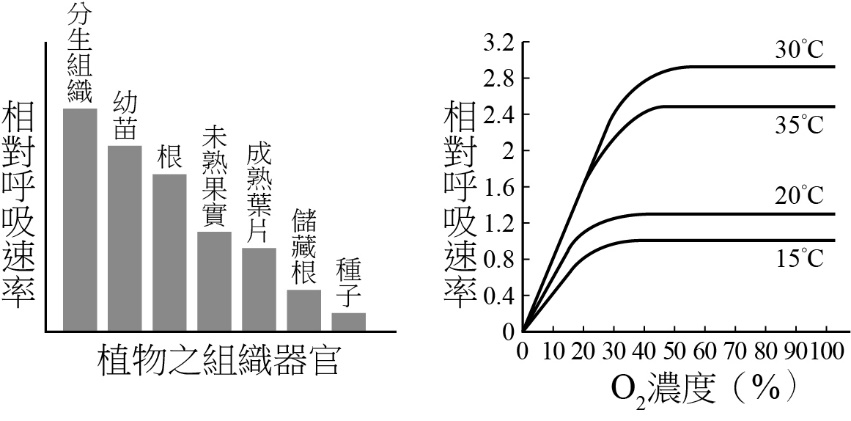 相對呼吸速率
分生組織
幼苗
根
未熟果實
成熟葉片
儲藏根
種子
植物之組織器官
相對呼吸速率
3.2
2.8
2.4
2
1.6
1.2
0.8
0.4
0
30°C
35°C
20°C
15°C
0 10 20 30 40 50 60 70 80 90 100
O₂濃度（%）